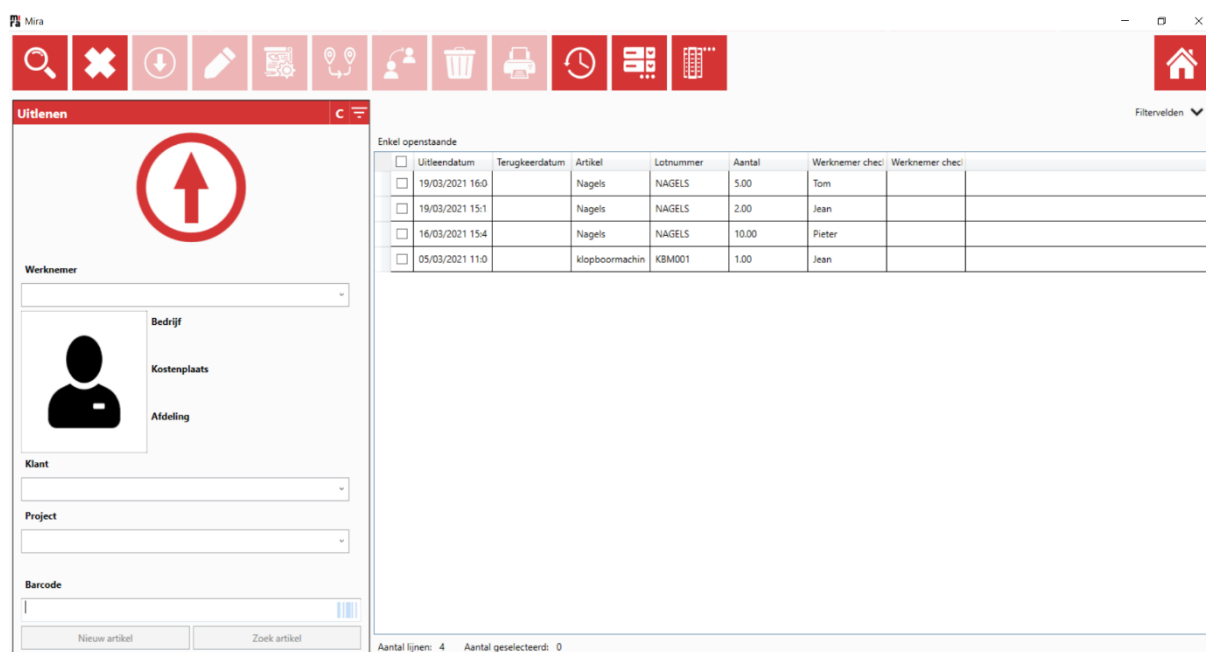 mira Mira
Uitlenen C
Filtervelden
Enkel openstaande
Uitleendatum Terugkeerdatum Artikel Lotnummer Aantal Werknemer chec Werknemer chec
19/03/2021 16:0 Nagels NAGELS 5.00 Tom
19/03/2021 15:1 Nagels NAGELS 2.00 Jean
16/03/2021 15:4 Nagels NAGELS 10.00 Pieter
05/03/2021 11:0 klopboormachin KBM001 1.00 Jean
Werknemer
Bedrijf
Kostenplaats
Afdeling
Klant
Project
Barcode
Nieuw artikel Zoek artikel
Aantal lijnen: 4 Aantal geselecteerd: 0